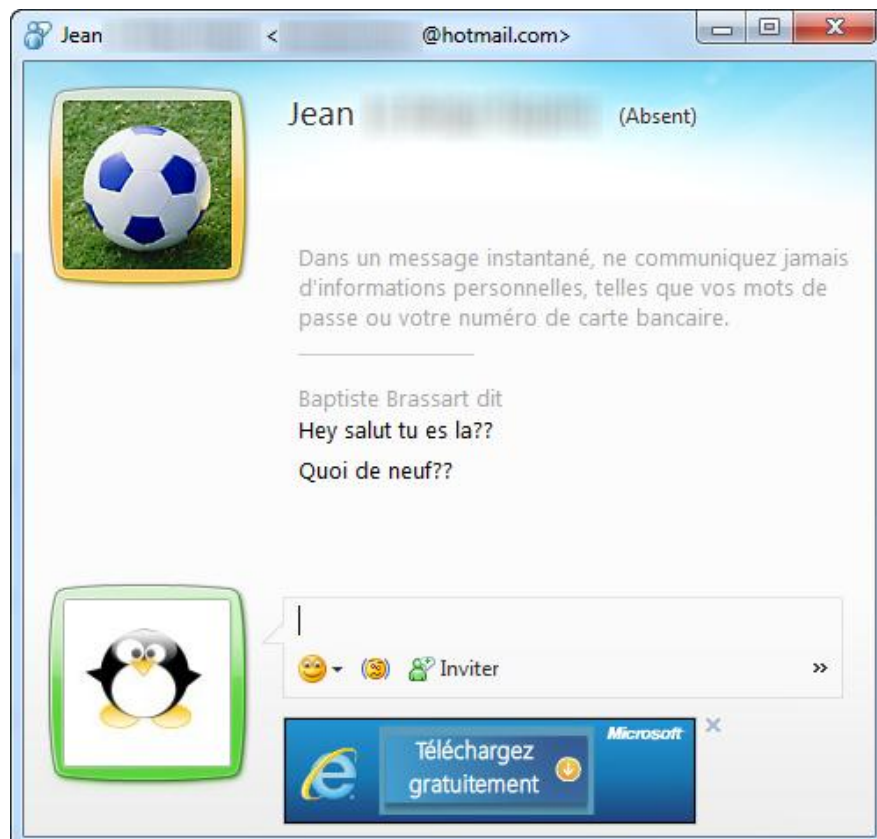 Jean < @hotmail.com>
Jean (Absent)
Dans un message instantané, ne communiquez jamais
d'informations personnelles, telles que vos mots de
passe ou votre numéro de carte bancaire.
Baptiste Brassart dit
Hey salut tu es la??
Quoi de neuf??
Inviter
»
Microsoft
Téléchargez
gratuitement